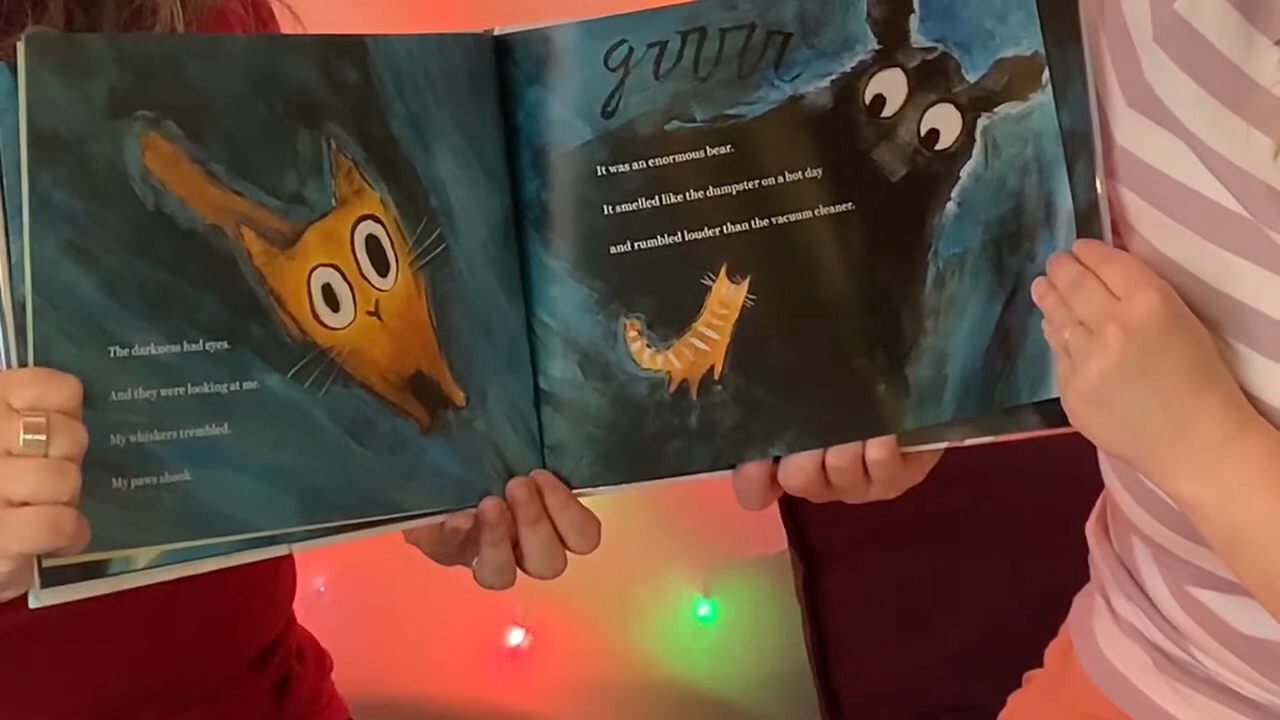 The darkness had eyes.
And they were looking at me.
My whiskers trembled.
My paws shook.
grrrr
It was an enormous bear.
It smelled like the dumpster on a hot day
and rumbled louder than the vacuum cleaner.